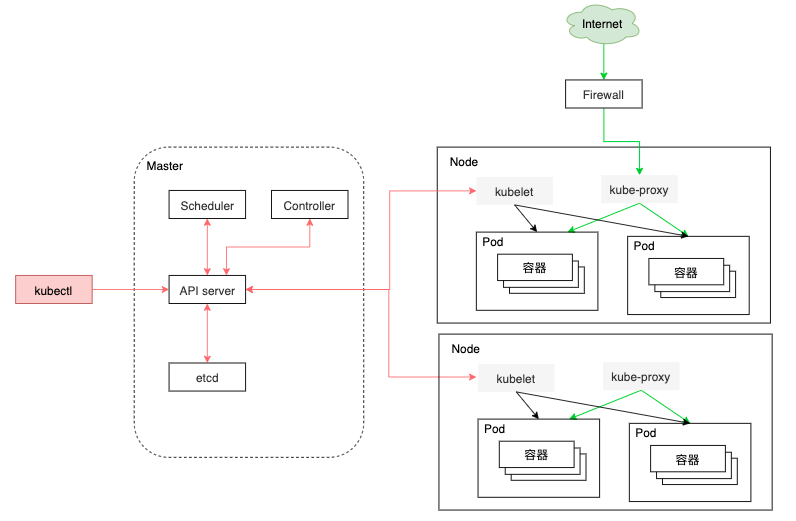 Internet
Firewall
Master
Scheduler
Controller
kubectl
API server
etcd
Node
kubelet
kube-proxy
Pod
容器
Pod
容器
Node
kubelet
kube-proxy
Pod
容器
Pod
容器